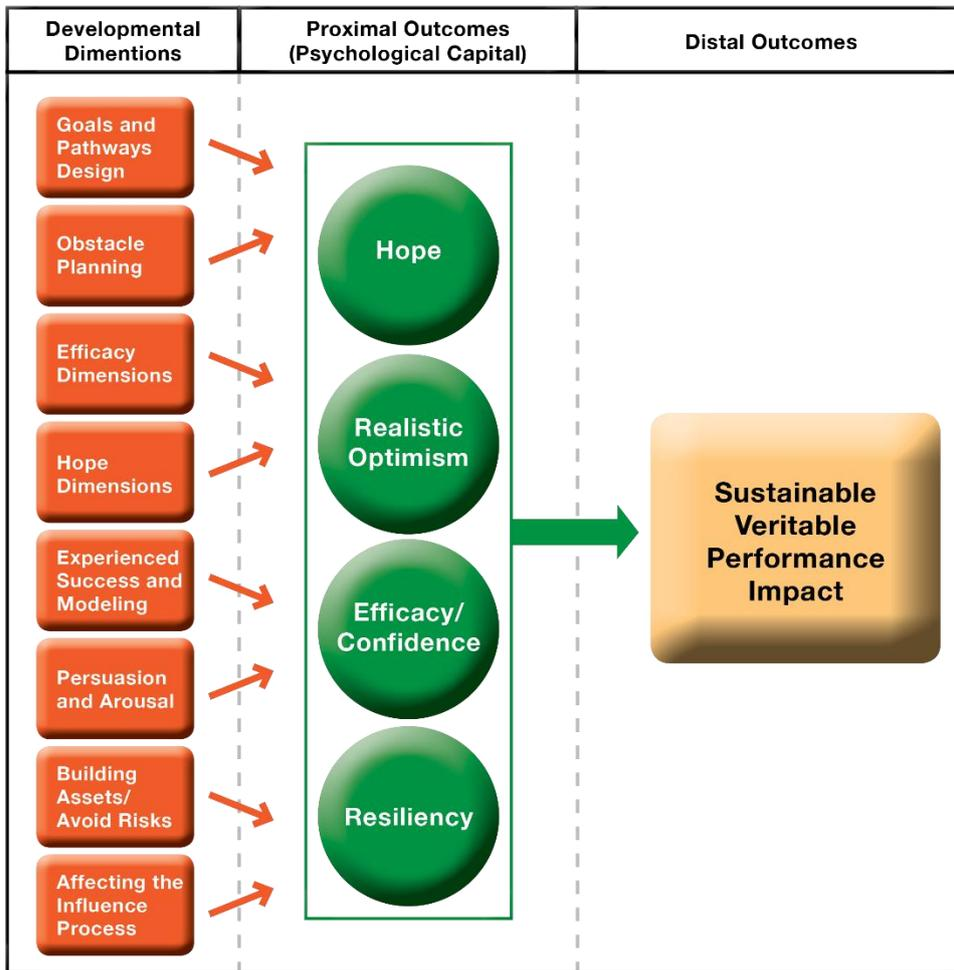 Developmental
Dimentions
Proximal Outcomes
(Psychological Capital)
Distal Outcomes
Goals and
Pathways
Design
Obstacle
Planning
Efficacy
Dimensions
Hope
Dimensions
Experienced
Success and
Modeling
Persuasion
and Arousal
Building
Assets/
Avoid Risks
Affecting the
Influence
Process
Hope
Realistic
Optimism
Efficacy/
Confidence
Resiliency
Sustainable
Veritable
Performance
Impact